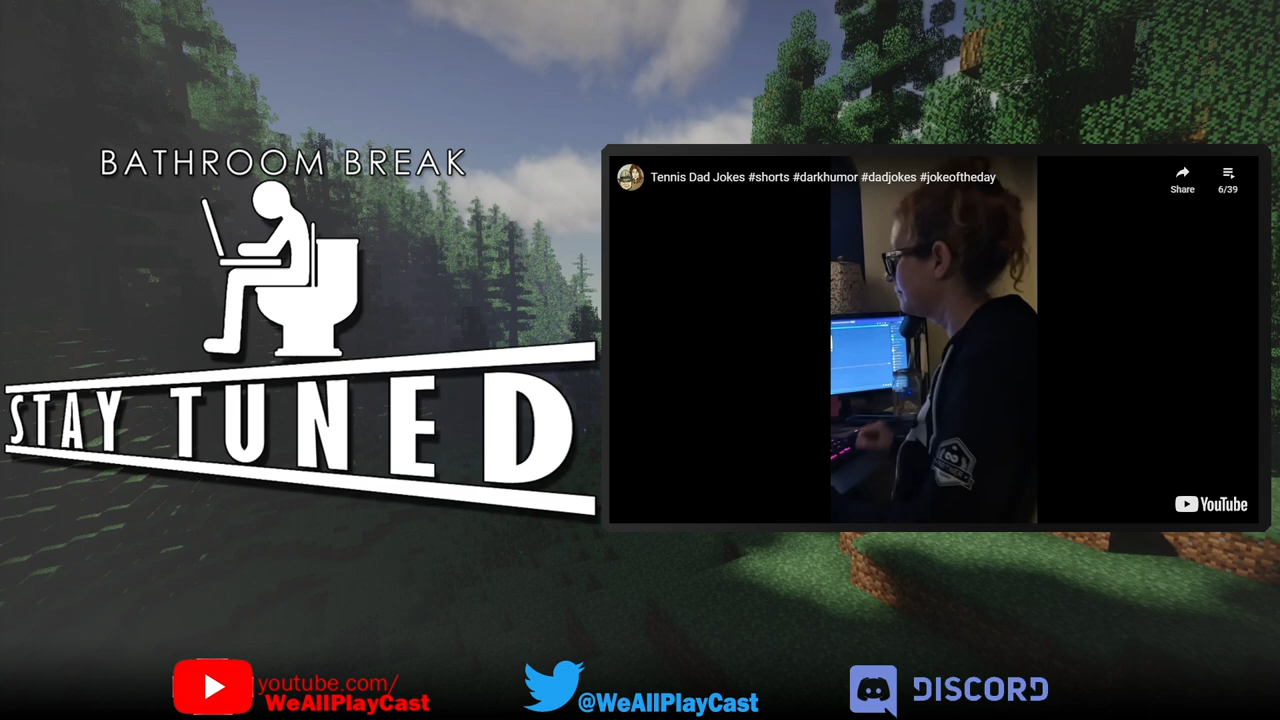 BATHROOM BREAK
STAY TUNED
Tennis Dad Jokes #shorts #darkhumor #dadjokes #jokeoftheday
Share
6/39
YouTube
youtube.com/
WeAllPlayCast
@WeAllPlayCast
DISCORD